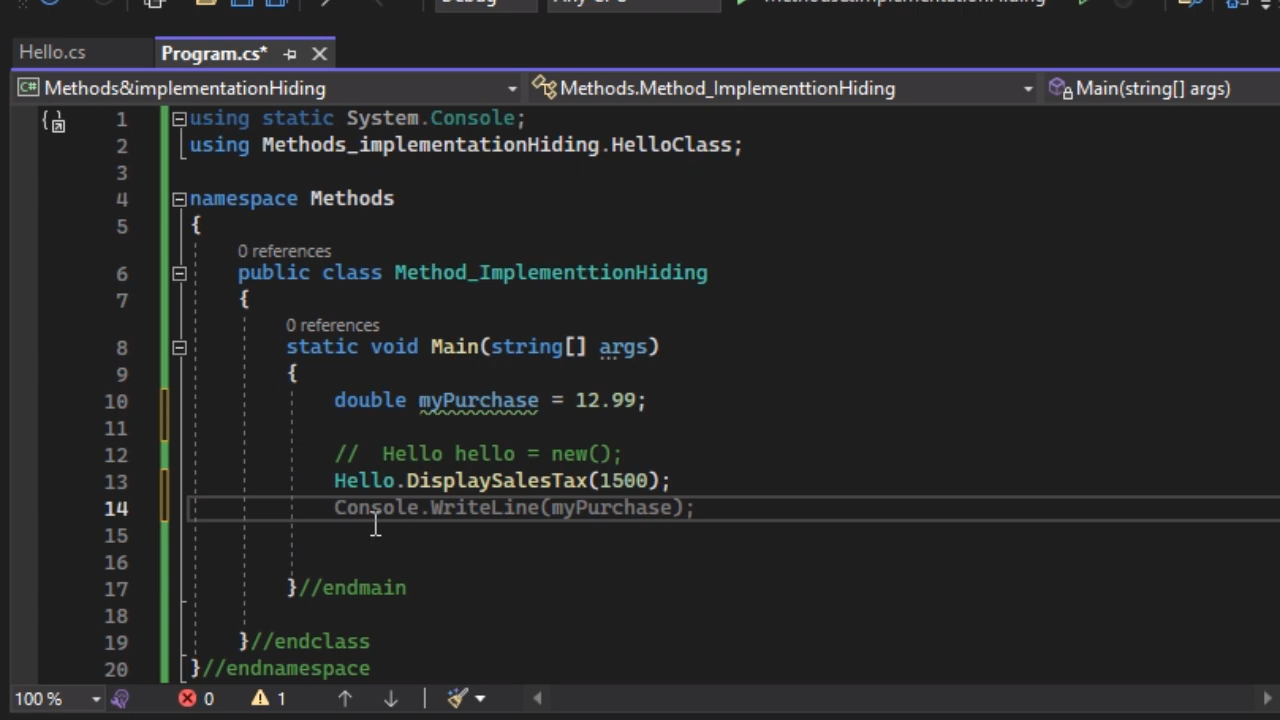 Hello.cs
Program.cs*
Methods&implementationHiding
Methods.Method_ImplementtionHiding
Main(string[] args)
1 using static System.Console;
2 using Methods_implementationHiding.HelloClass;
3
4 namespace Methods
5 {
0 references
6 public class Method_ImplementtionHiding
7 {
0 references
8 static void Main(string[] args)
9 {
10 double myPurchase = 12.99;
11
12 //  Hello hello = new();
13 Hello.DisplaySalesTax(1500);
14 Console.WriteLine(myPurchase);
15
16
17 }//endmain
18
19 }//endclass
20 }//endnamespace
100 %
0
1